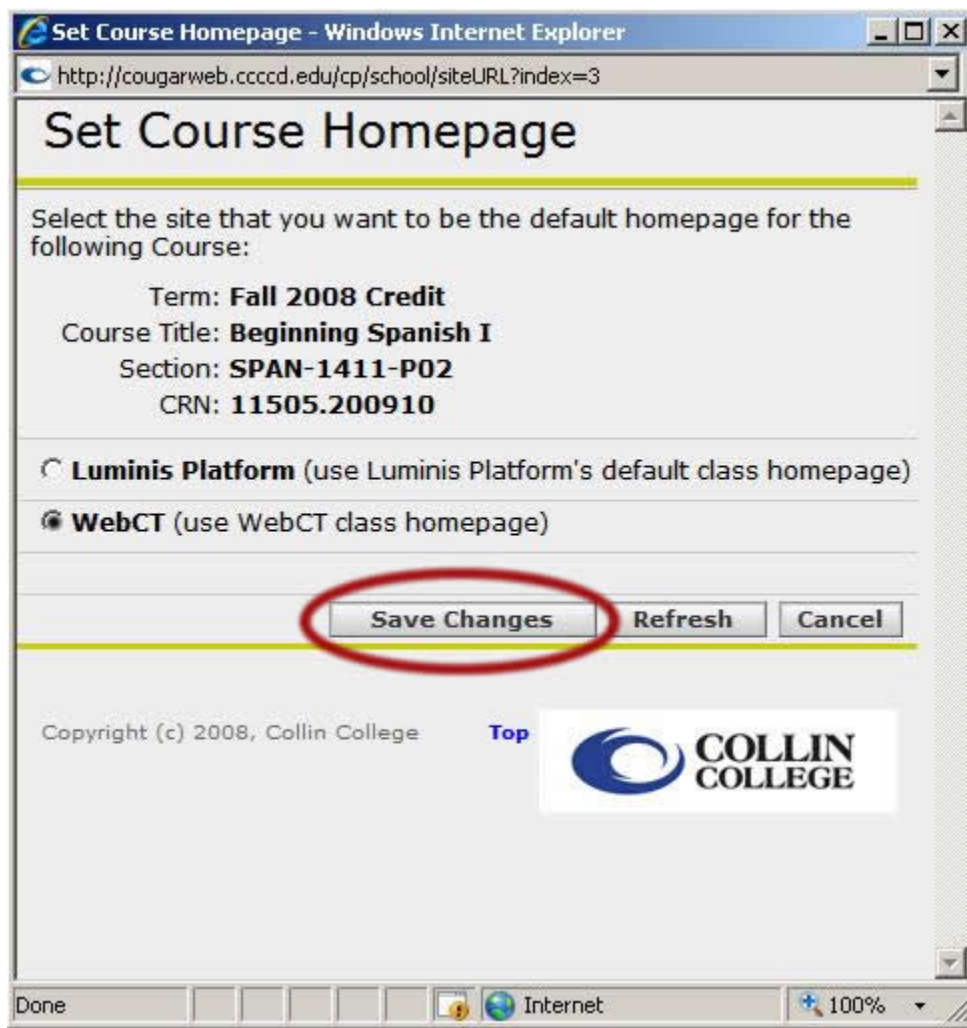 Set Course Homepage - Windows Internet Explorer
http://cougarweb.ccccd.edu/cp/school/siteURL?index=3
Set Course Homepage
Select the site that you want to be the default homepage for the
following Course:
Term: Fall 2008 Credit
Course Title: Beginning Spanish I
Section: SPAN-1411-P02
CRN: 11505.200910
Luminis Platform (use Luminis Platform's default class homepage)
WebCT (use WebCT class homepage)
Save Changes Refresh Cancel
Copyright (c) 2008, Collin College Top
COLLIN
COLLEGE
Done Internet 100%